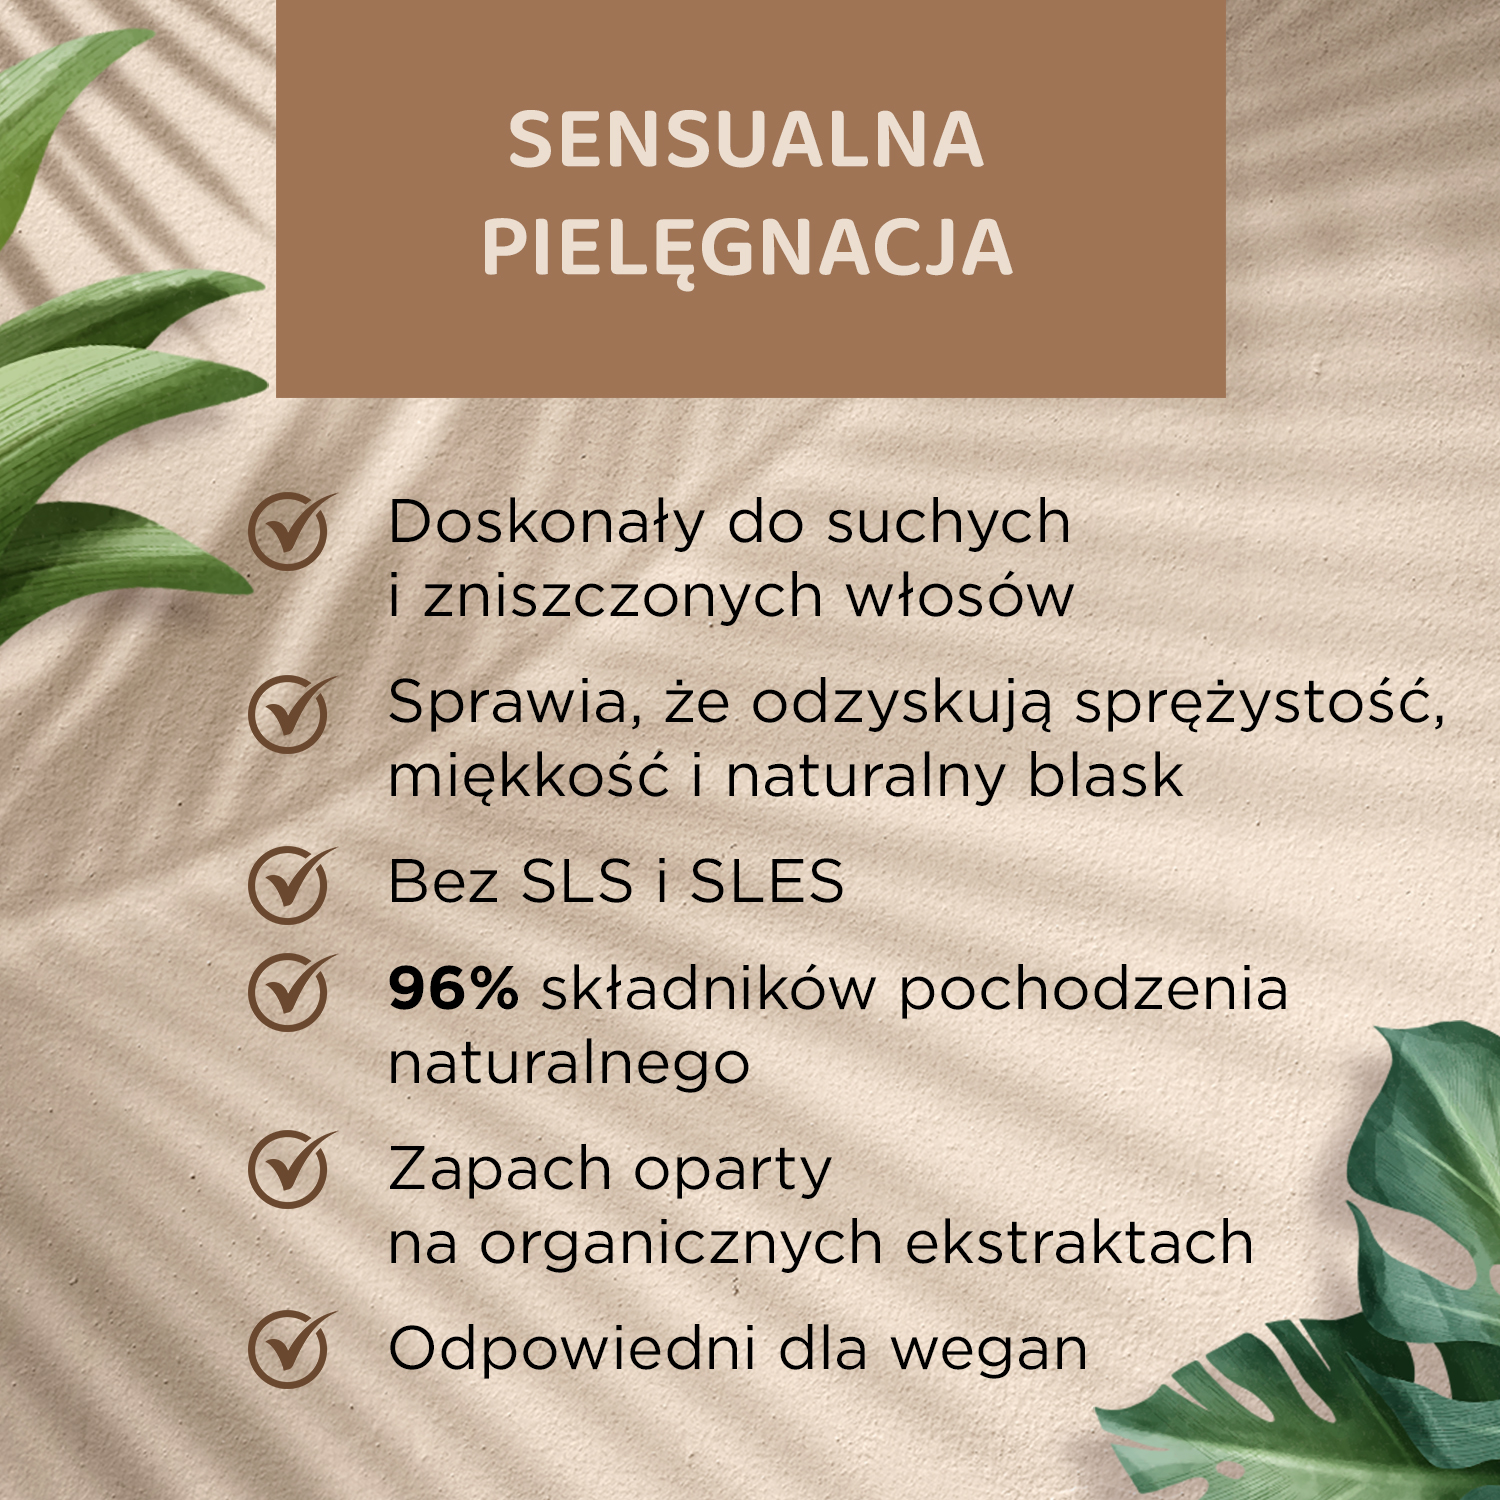 SENSUALNA
PIELĘGNACJA
Doskonały do suchych
i zniszczonych włosów
Sprawia, że odzyskują sprężystość,
miękkość i naturalny blask
Bez SLS i SLES
96% składników pochodzenia
naturalnego
Zapach oparty
na organicznych ekstraktach
Odpowiedni dla wegan